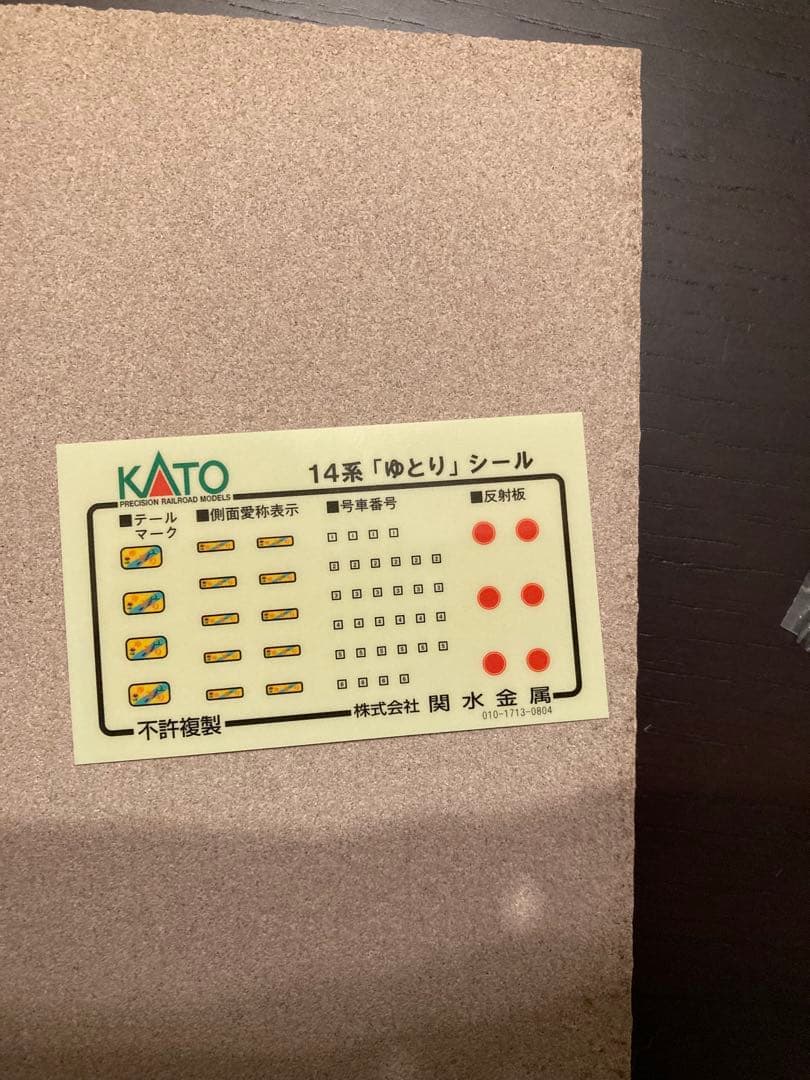 KATO
PRECISION RAILROAD MODELS
14系「ゆとり」シール
■テール
マーク
■側面愛称表示
■号車番号
■反射板
1 1 1 1
2 2 2 2 2 2
3 3 3 3 3 3
4 4 4 4 4 4
5 5 5 5 5 5
6 6 6 6
不許複製
株式会社 関水金属
010-1713-0804